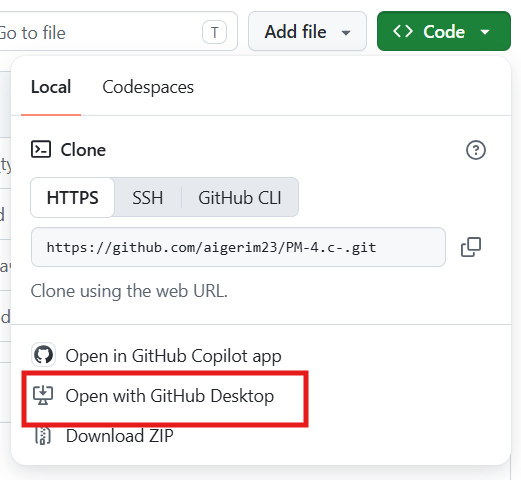 Go to file T Add file Code
Local Codespaces
Clone
HTTPS SSH GitHub CLI
https://github.com/aigerim23/PM-4.c-.git
Clone using the web URL.
Open in GitHub Copilot app
Open with GitHub Desktop
Download ZIP